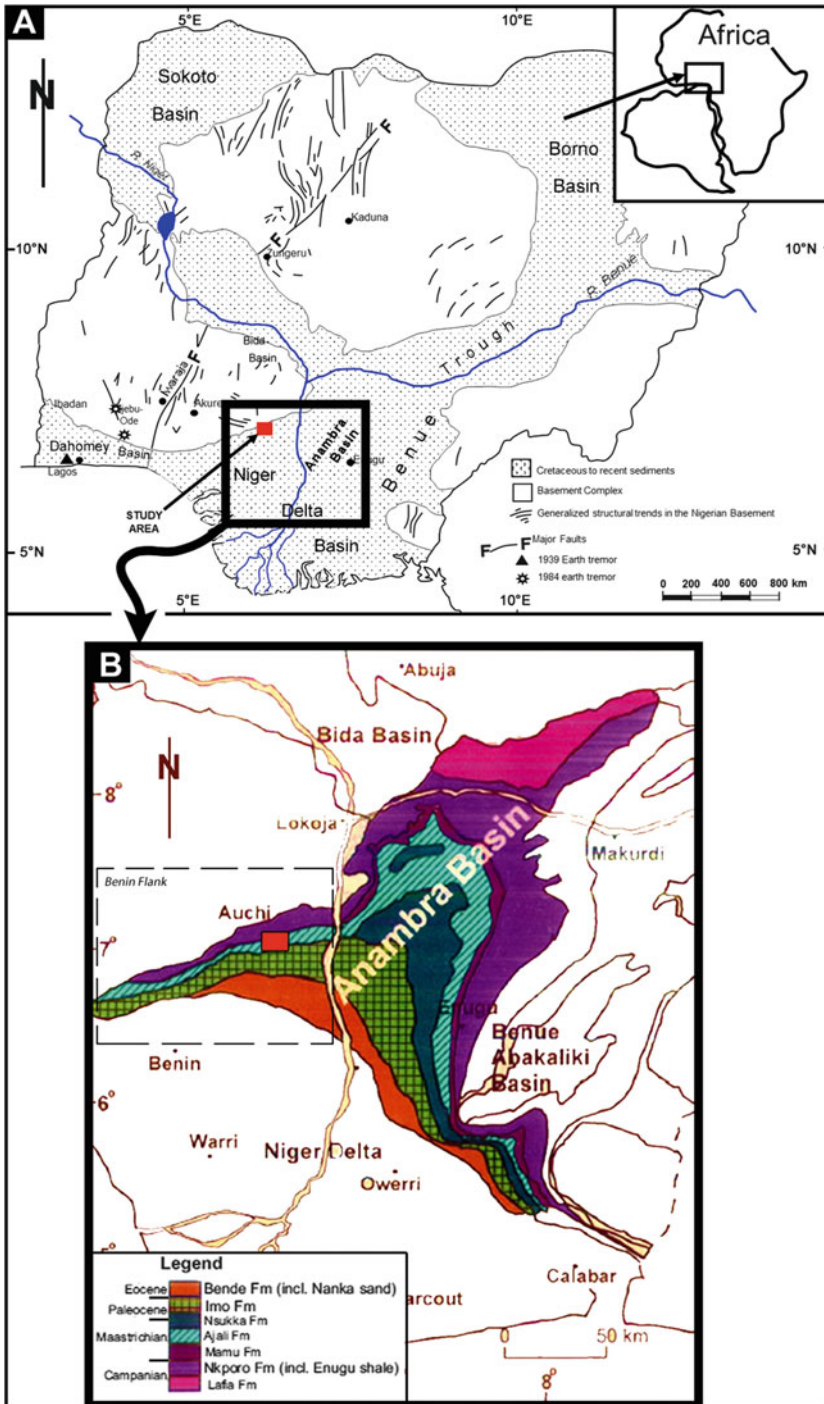 A
5°E
10°E
Africa
N
Sokoto
Basin
Borno
Basin
R. Niger
F
Kaduna
F
Zungeru
10°N
10°N
R. Benue
Trough
Bida
Basin
Iwaraja
F
Ibadan
Ijebu-
Ode
Akure
Dahomey
Basin
Lagos
Anambra
Basin
Enugu
Benue
Niger
Delta
Basin
STUDY
AREA
Cretaceous to recent sediments
Basement Complex
Generalized structural trends in the Nigerian Basement
F F Major Faults
1939 Earth tremor
1984 earth tremor
5°N
5°N
0 200 400 600 800 km
5°E
10°E
B
Abuja
Bida Basin
N
8°
Lokoja
Makurdi
Anambra Basin
Benin Flank
Auchi
7°
Enugu
Benue
Abakaliki
Basin
Benin
6°
Warri
Niger Delta
Owerri
Calabar
arcout
0 50 km
8°
Legend
Eocene Bende Fm (incl. Nanka sand)
Paleocene Imo Fm
Nsukka Fm
Maastrichian Ajali Fm
Mamu Fm
Campanian Nkporo Fm (incl. Enugu shale)
Lafia Fm